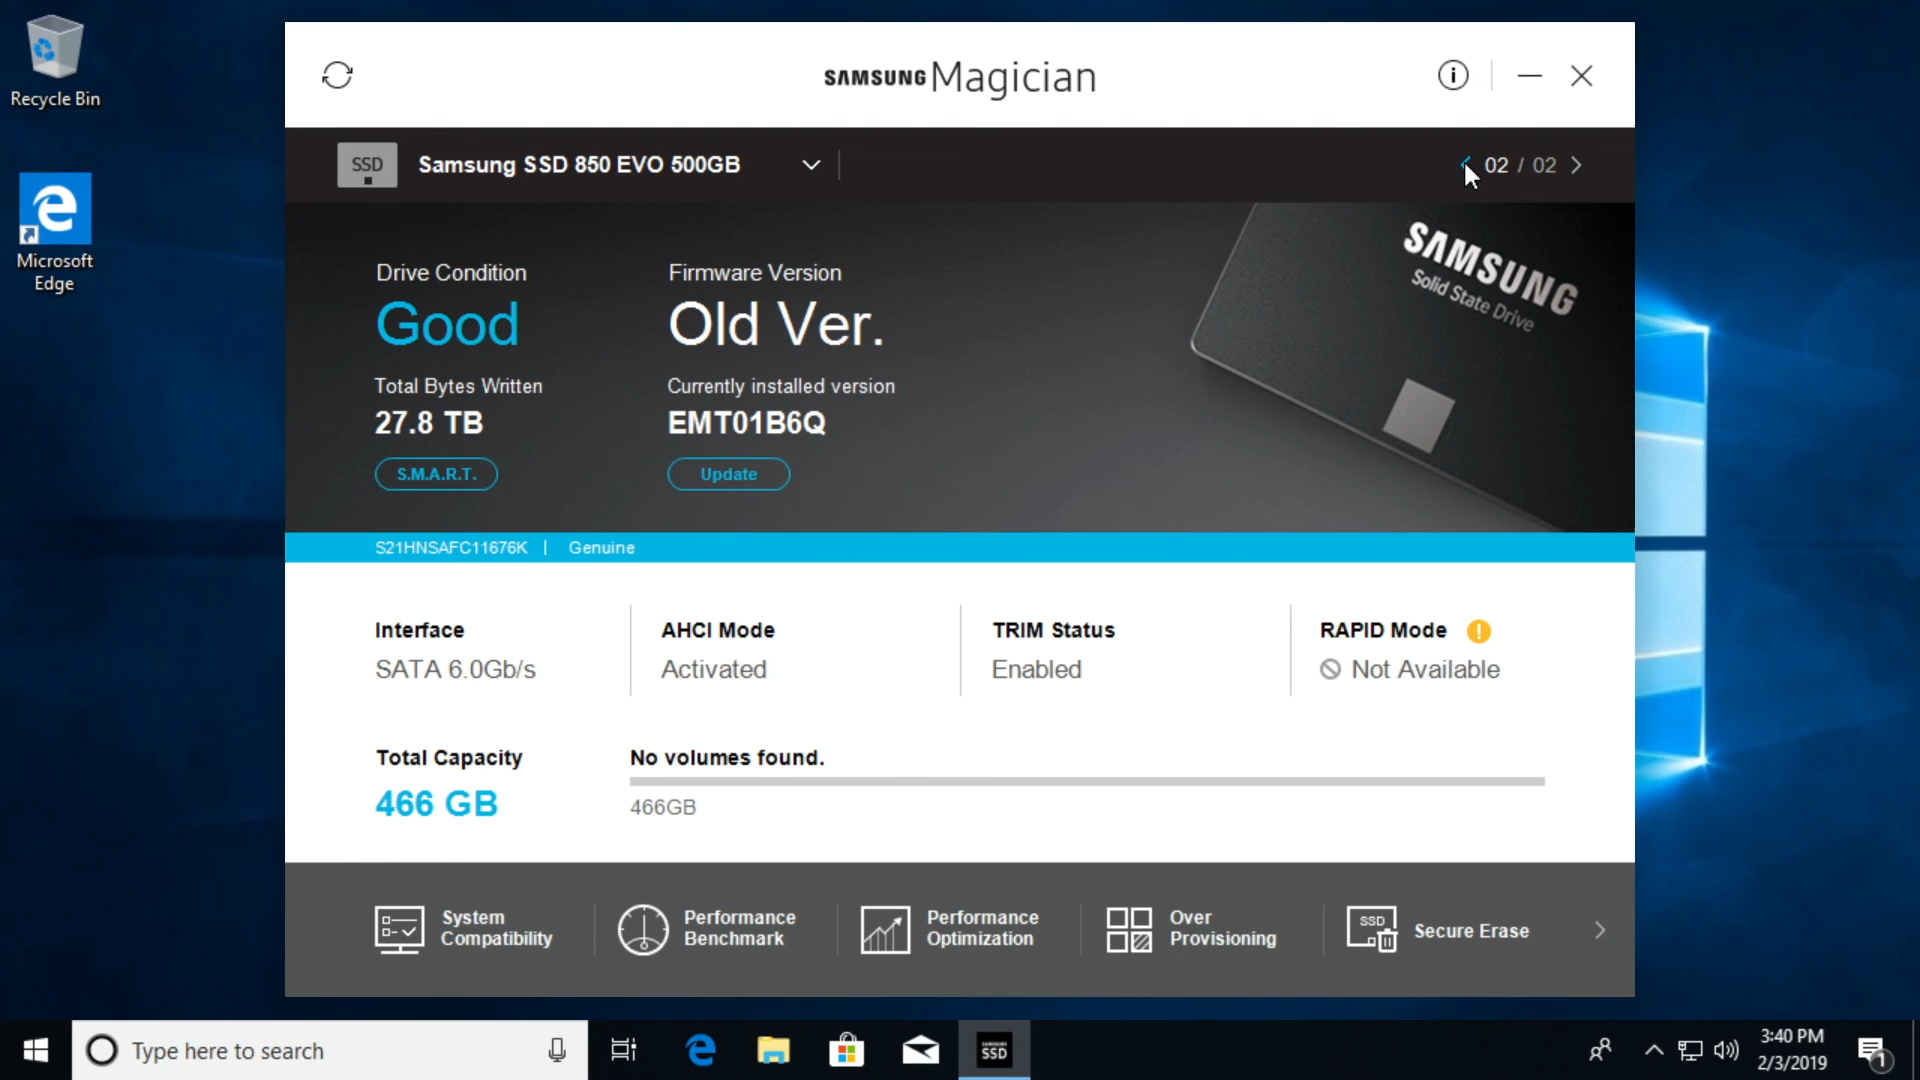 Recycle Bin
Microsoft
Edge
SAMSUNG Magician
SSD
Samsung SSD 850 EVO 500GB
02 / 02
SAMSUNG
Solid State Drive
Drive Condition
Good
Firmware Version
Old Ver.
Total Bytes Written
27.8 TB
Currently installed version
EMT01B6Q
S.M.A.R.T.
Update
S21HNSAFC11676K | Genuine
Interface
SATA 6.0Gb/s
AHCI Mode
Activated
TRIM Status
Enabled
RAPID Mode
Not Available
Total Capacity
466 GB
No volumes found.
466GB
System
Compatibility
Performance
Benchmark
Performance
Optimization
Over
Provisioning
SSD
Secure Erase
Type here to search
SAMSUNG
SSD
3:40 PM
2/3/2019
1